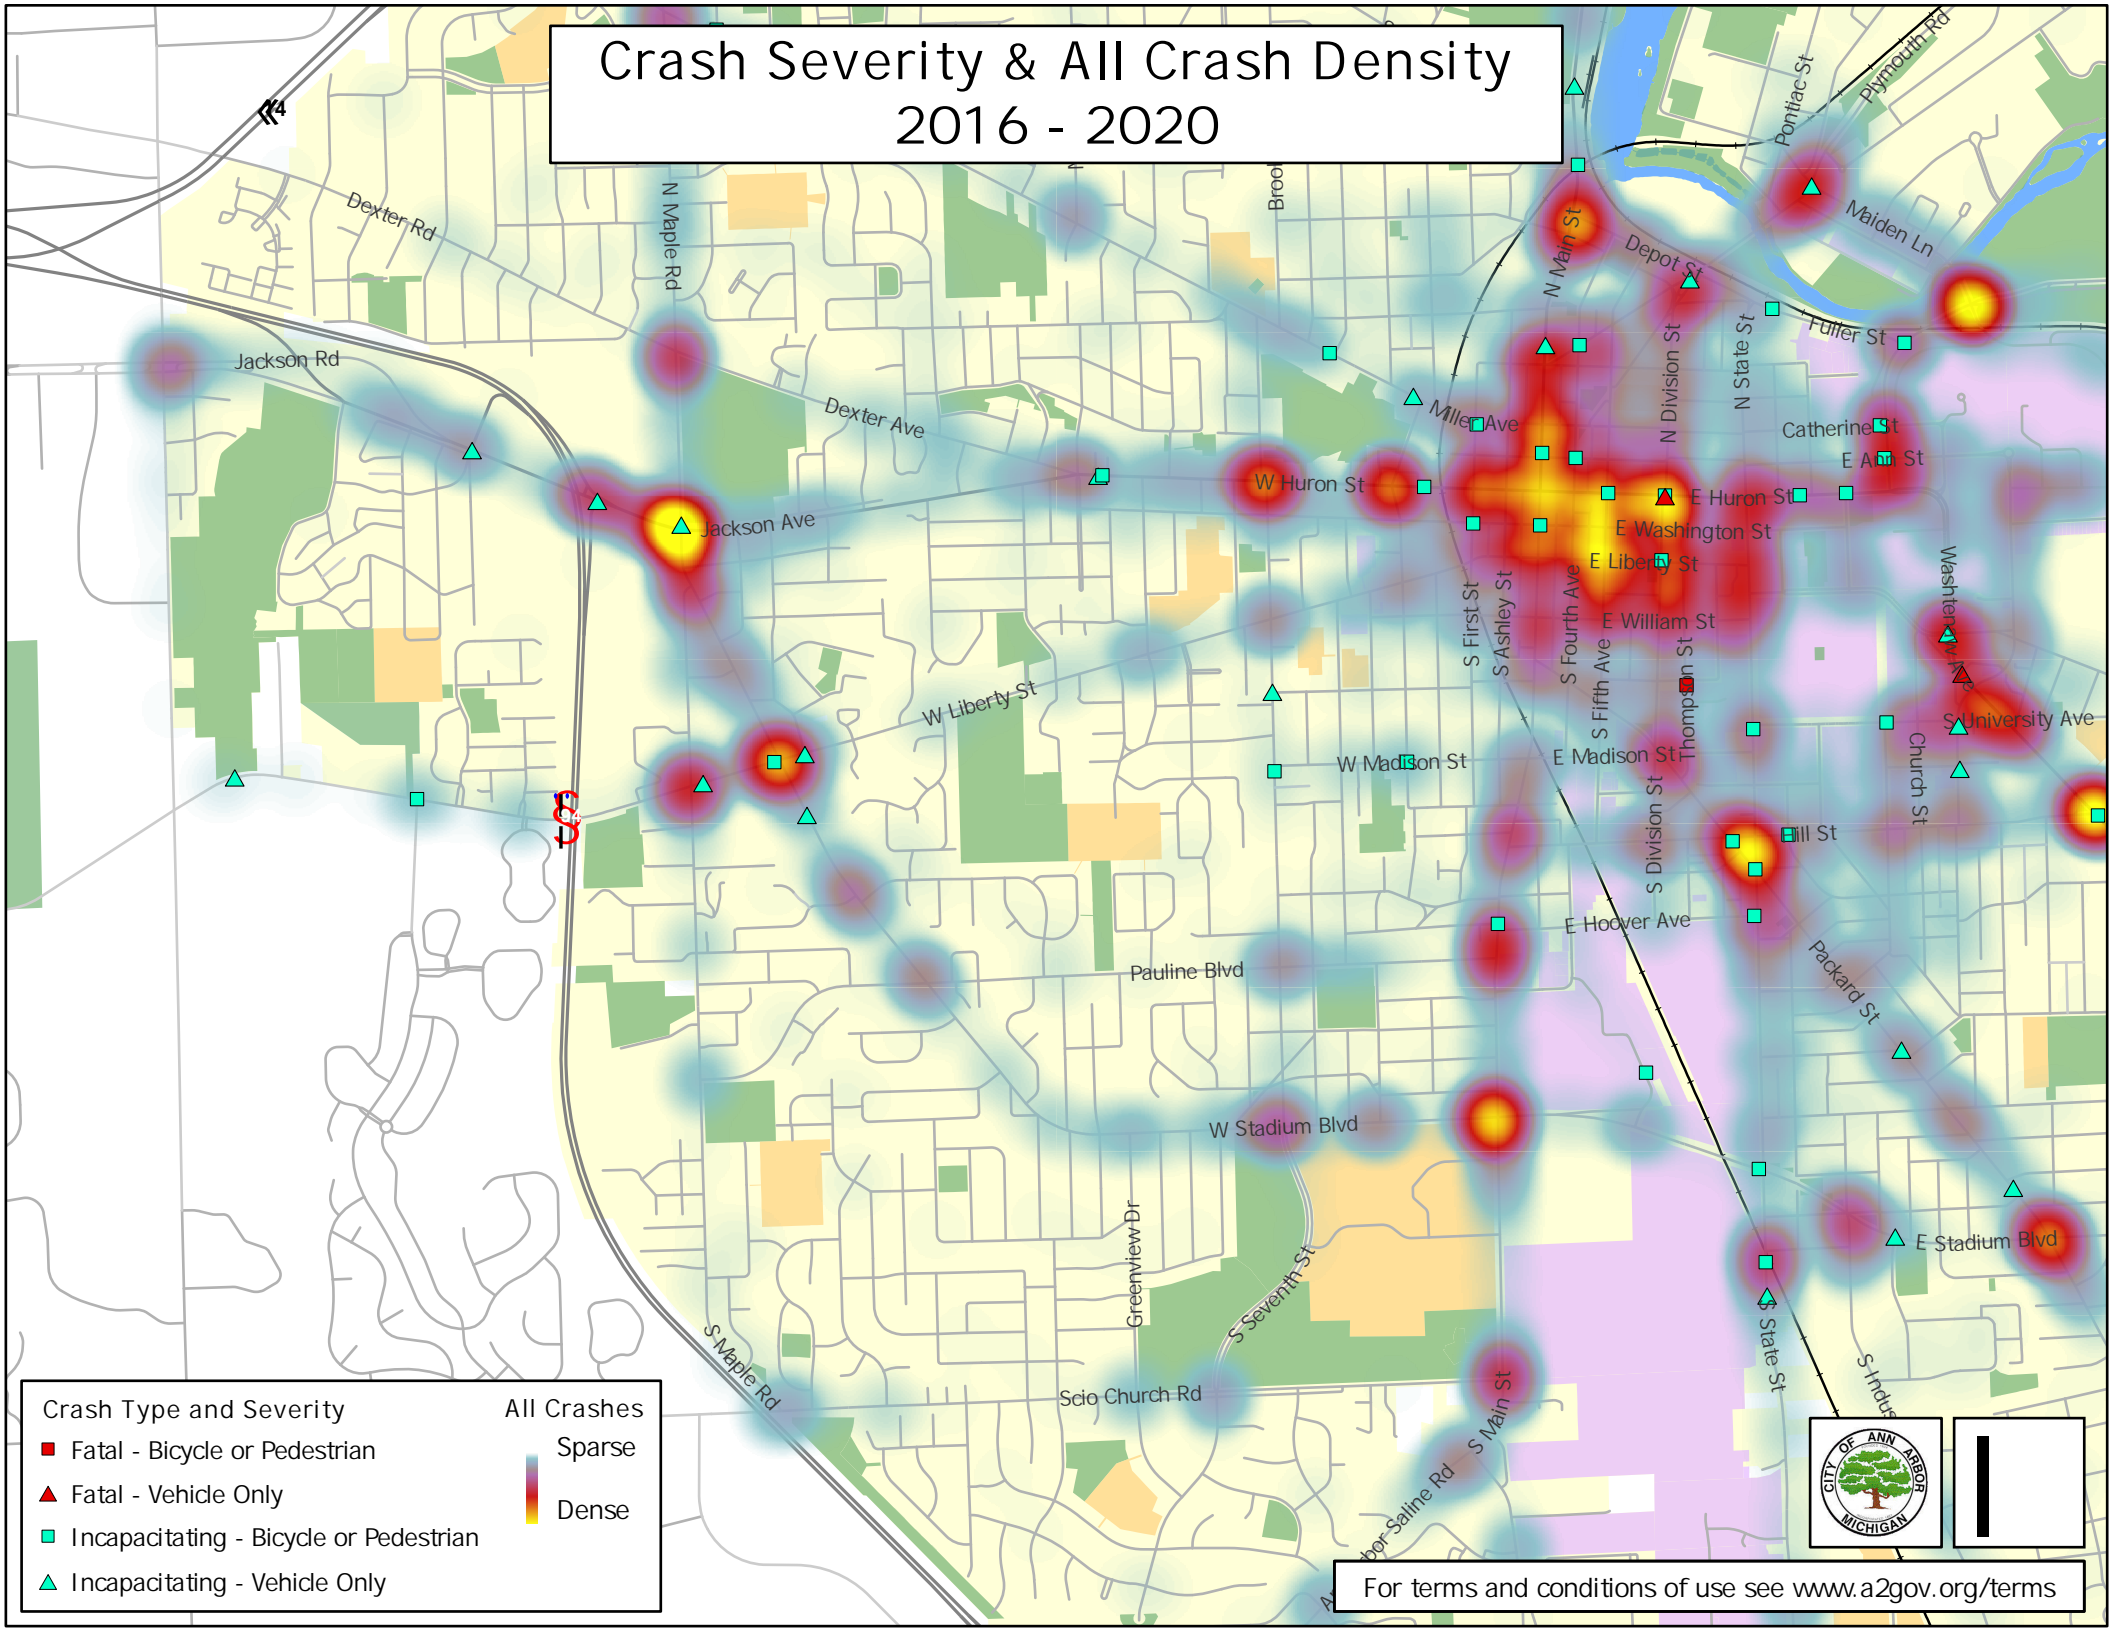 Crash Severity & All Crash Density
2016 - 2020
Pontiac St
Plymouth Rd
Dexter Rd
N Maple Rd
N Main St
Depot St
Maiden Ln
Jackson Rd
Dexter Ave
Miller Ave
N Division St
N State St
Fuller St
Catherine St
E Ann St
W Huron St
E Huron St
Jackson Ave
E Washington St
E Liberty St
S First St
S Ashley St
S Fourth Ave
S Fifth Ave
E William St
Thompson St
Washtenaw Ave
W Liberty St
S University Ave
W Madison St
E Madison St
Church St
S Division St
Hill St
E Hoover Ave
Pauline Blvd
Packard St
W Stadium Blvd
Greenview Dr
S Seventh St
E Stadium Blvd
S Maple Rd
Scio Church Rd
S Main St
S State St
S Indus
bor Saline Rd
Crash Type and Severity
Fatal - Bicycle or Pedestrian
Fatal - Vehicle Only
Incapacitating - Bicycle or Pedestrian
Incapacitating - Vehicle Only
All Crashes
Sparse
Dense
CITY OF ANN ARBOR
MICHIGAN
For terms and conditions of use see www.a2gov.org/terms